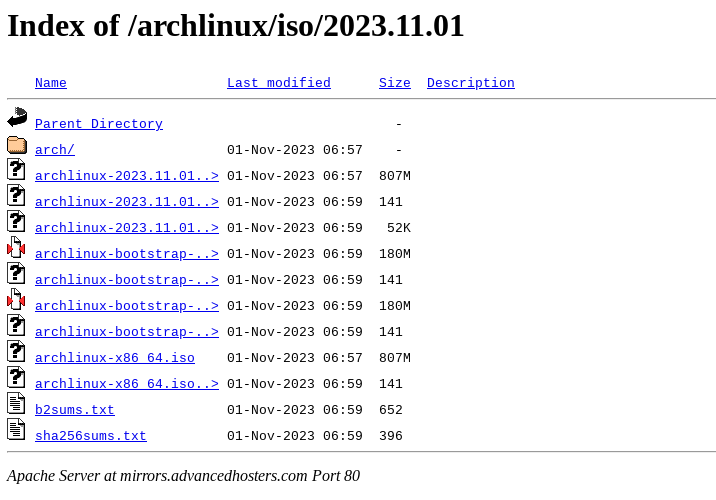 Index of /archlinux/iso/2023.11.01
Name Last modified Size Description
Parent Directory -
arch/ 01-Nov-2023 06:57 -
archlinux-2023.11.01..> 01-Nov-2023 06:57 807M
archlinux-2023.11.01..> 01-Nov-2023 06:59 141
archlinux-2023.11.01..> 01-Nov-2023 06:59 52K
archlinux-bootstrap-..> 01-Nov-2023 06:59 180M
archlinux-bootstrap-..> 01-Nov-2023 06:59 141
archlinux-bootstrap-..> 01-Nov-2023 06:59 180M
archlinux-bootstrap-..> 01-Nov-2023 06:59 141
archlinux-x86_64.iso 01-Nov-2023 06:57 807M
archlinux-x86_64.iso..> 01-Nov-2023 06:59 141
b2sums.txt 01-Nov-2023 06:59 652
sha256sums.txt 01-Nov-2023 06:59 396
Apache Server at mirrors.advancedhosters.com Port 80